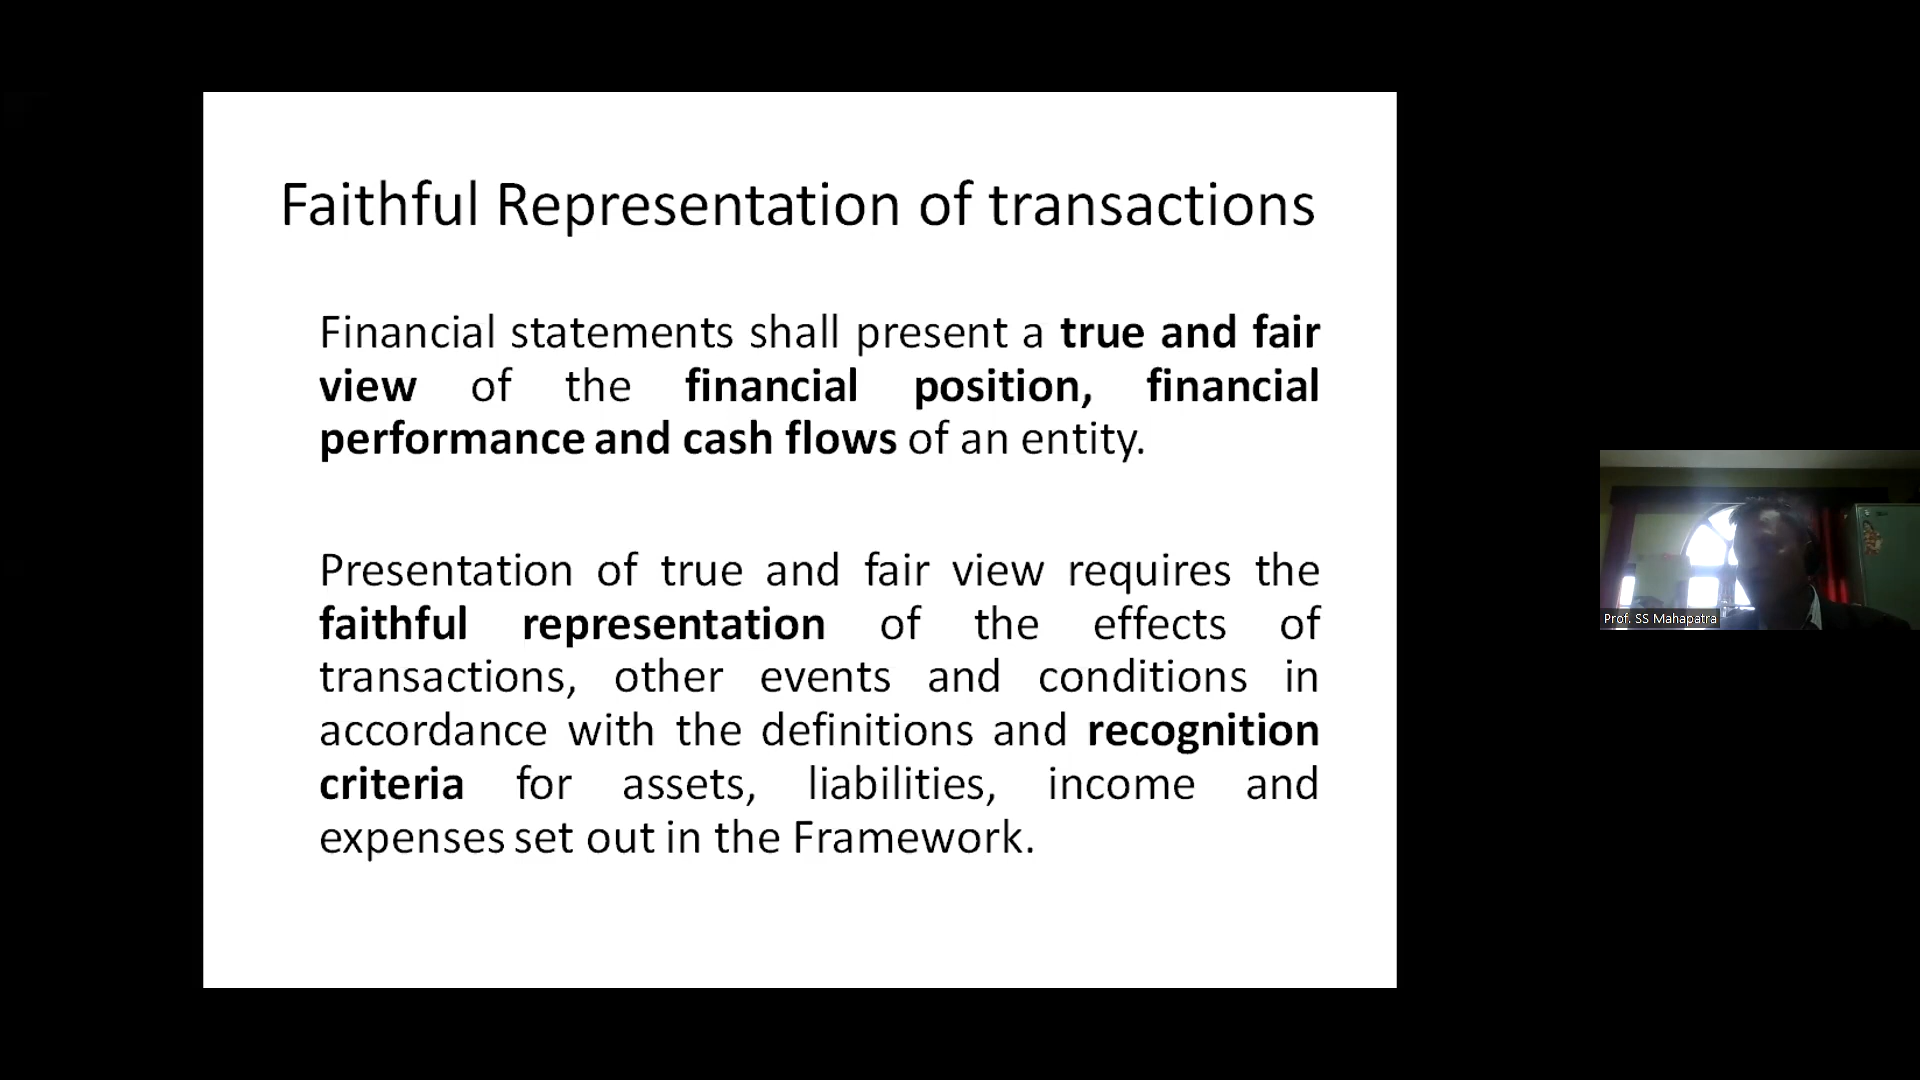 Faithful Representation of transactions
Financial statements shall present a true and fair
view of the financial position, financial
performance and cash flows of an entity.
Presentation of true and fair view requires the
faithful representation of the effects of
transactions, other events and conditions in
accordance with the definitions and recognition
criteria for assets, liabilities, income and
expenses set out in the Framework.
Prof. SS Mahapatra